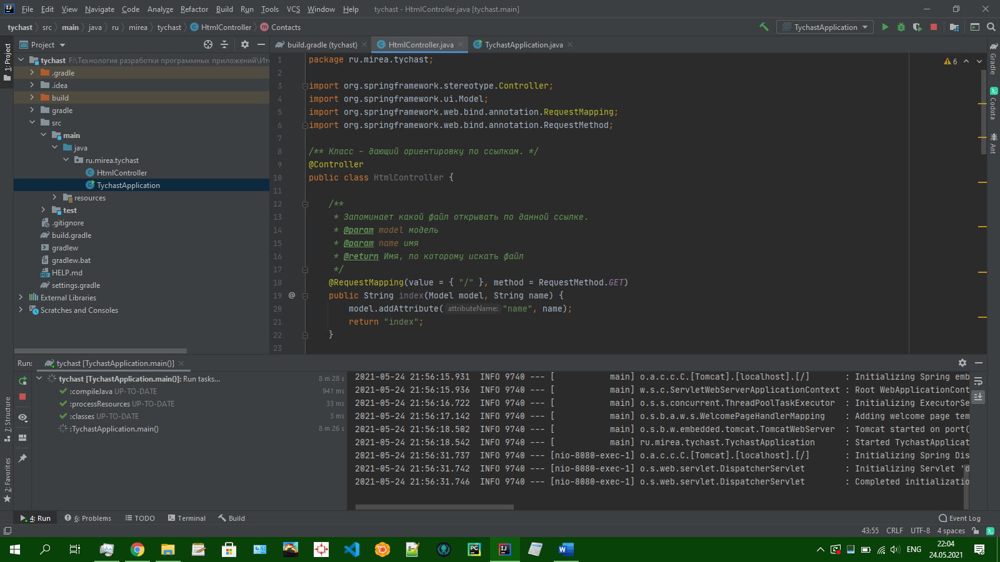 File Edit View Navigate Code Analyze Refactor Build Run Tools VCS Window Help tychast - HtmlController.java [tychast.main]
tychast src main java ru mirea tychast HtmlController Contacts TychastApplication
Project
build.gradle (tychast) HtmlController.java TychastApplication.java
1: Project
tychast F:\Технология разработки программных приложений\Ито
.gradle
.idea
build
gradle
src
main
java
ru.mirea.tychast
HtmlController
TychastApplication
resources
test
.gitignore
build.gradle
gradlew
gradlew.bat
HELP.md
settings.gradle
External Libraries
Scratches and Consoles
6
1 package ru.mirea.tychast;
2
3 import org.springframework.stereotype.Controller;
4 import org.springframework.ui.Model;
5 import org.springframework.web.bind.annotation.RequestMapping;
6 import org.springframework.web.bind.annotation.RequestMethod;
7
8 /** Класс - дающий ориентировку по ссылкам. */
9 @Controller
10 public class HtmlController {
11
12 /**
13 * Запоминает какой файл открывать по данной ссылке.
14 * @param model модель
15 * @param name имя
16 * @return Имя, по которому искать файл
17 */
18 @RequestMapping(value = { "/" }, method = RequestMethod.GET)
19 @ public String index(Model model, String name) {
20 model.addAttribute( attributeName: "name", name);
21 return "index";
22 }
23
Gradle
Codota
Ant
Run: tychast [TychastApplication.main()]
tychast [TychastApplication.main()]: Run tasks... 8 m 28 s
:compileJava UP-TO-DATE 941 ms
:processResources UP-TO-DATE 33 ms
:classes UP-TO-DATE 3 ms
:TychastApplication.main() 8 m 26 s
2021-05-24 21:56:15.931 INFO 9740 --- [ main] o.a.c.c.C.[Tomcat].[localhost].[/] : Initializing Spring emb
2021-05-24 21:56:15.936 INFO 9740 --- [ main] w.s.c.ServletWebServerApplicationContext : Root WebApplicationCont
2021-05-24 21:56:16.722 INFO 9740 --- [ main] o.s.s.concurrent.ThreadPoolTaskExecutor : Initializing ExecutorSe
2021-05-24 21:56:17.142 INFO 9740 --- [ main] o.s.b.a.w.s.WelcomePageHandlerMapping : Adding welcome page tem
2021-05-24 21:56:18.502 INFO 9740 --- [ main] o.s.b.w.embedded.tomcat.TomcatWebServer : Tomcat started on port(
2021-05-24 21:56:18.542 INFO 9740 --- [ main] ru.mirea.tychast.TychastApplication : Started TychastApplicat
2021-05-24 21:56:31.737 INFO 9740 --- [nio-8080-exec-1] o.a.c.c.C.[Tomcat].[localhost].[/] : Initializing Spring Dis
2021-05-24 21:56:31.742 INFO 9740 --- [nio-8080-exec-1] o.s.web.servlet.DispatcherServlet : Initializing Servlet 'd
2021-05-24 21:56:31.746 INFO 9740 --- [nio-8080-exec-1] o.s.web.servlet.DispatcherServlet : Completed initializatio
7: Structure
2: Favorites
4: Run 6: Problems TODO Terminal Build Event Log
43:55 CRLF UTF-8 4 spaces
ENG 22:04
24.05.2021